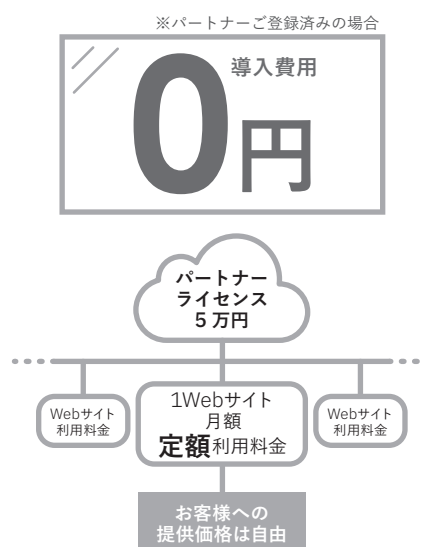 ※パートナーご登録済みの場合
導入費用
0円
パートナー
ライセンス
5万円
Webサイト
利用料金
1Webサイト
月額
定額利用料金
Webサイト
利用料金
お客様への
提供価格は自由